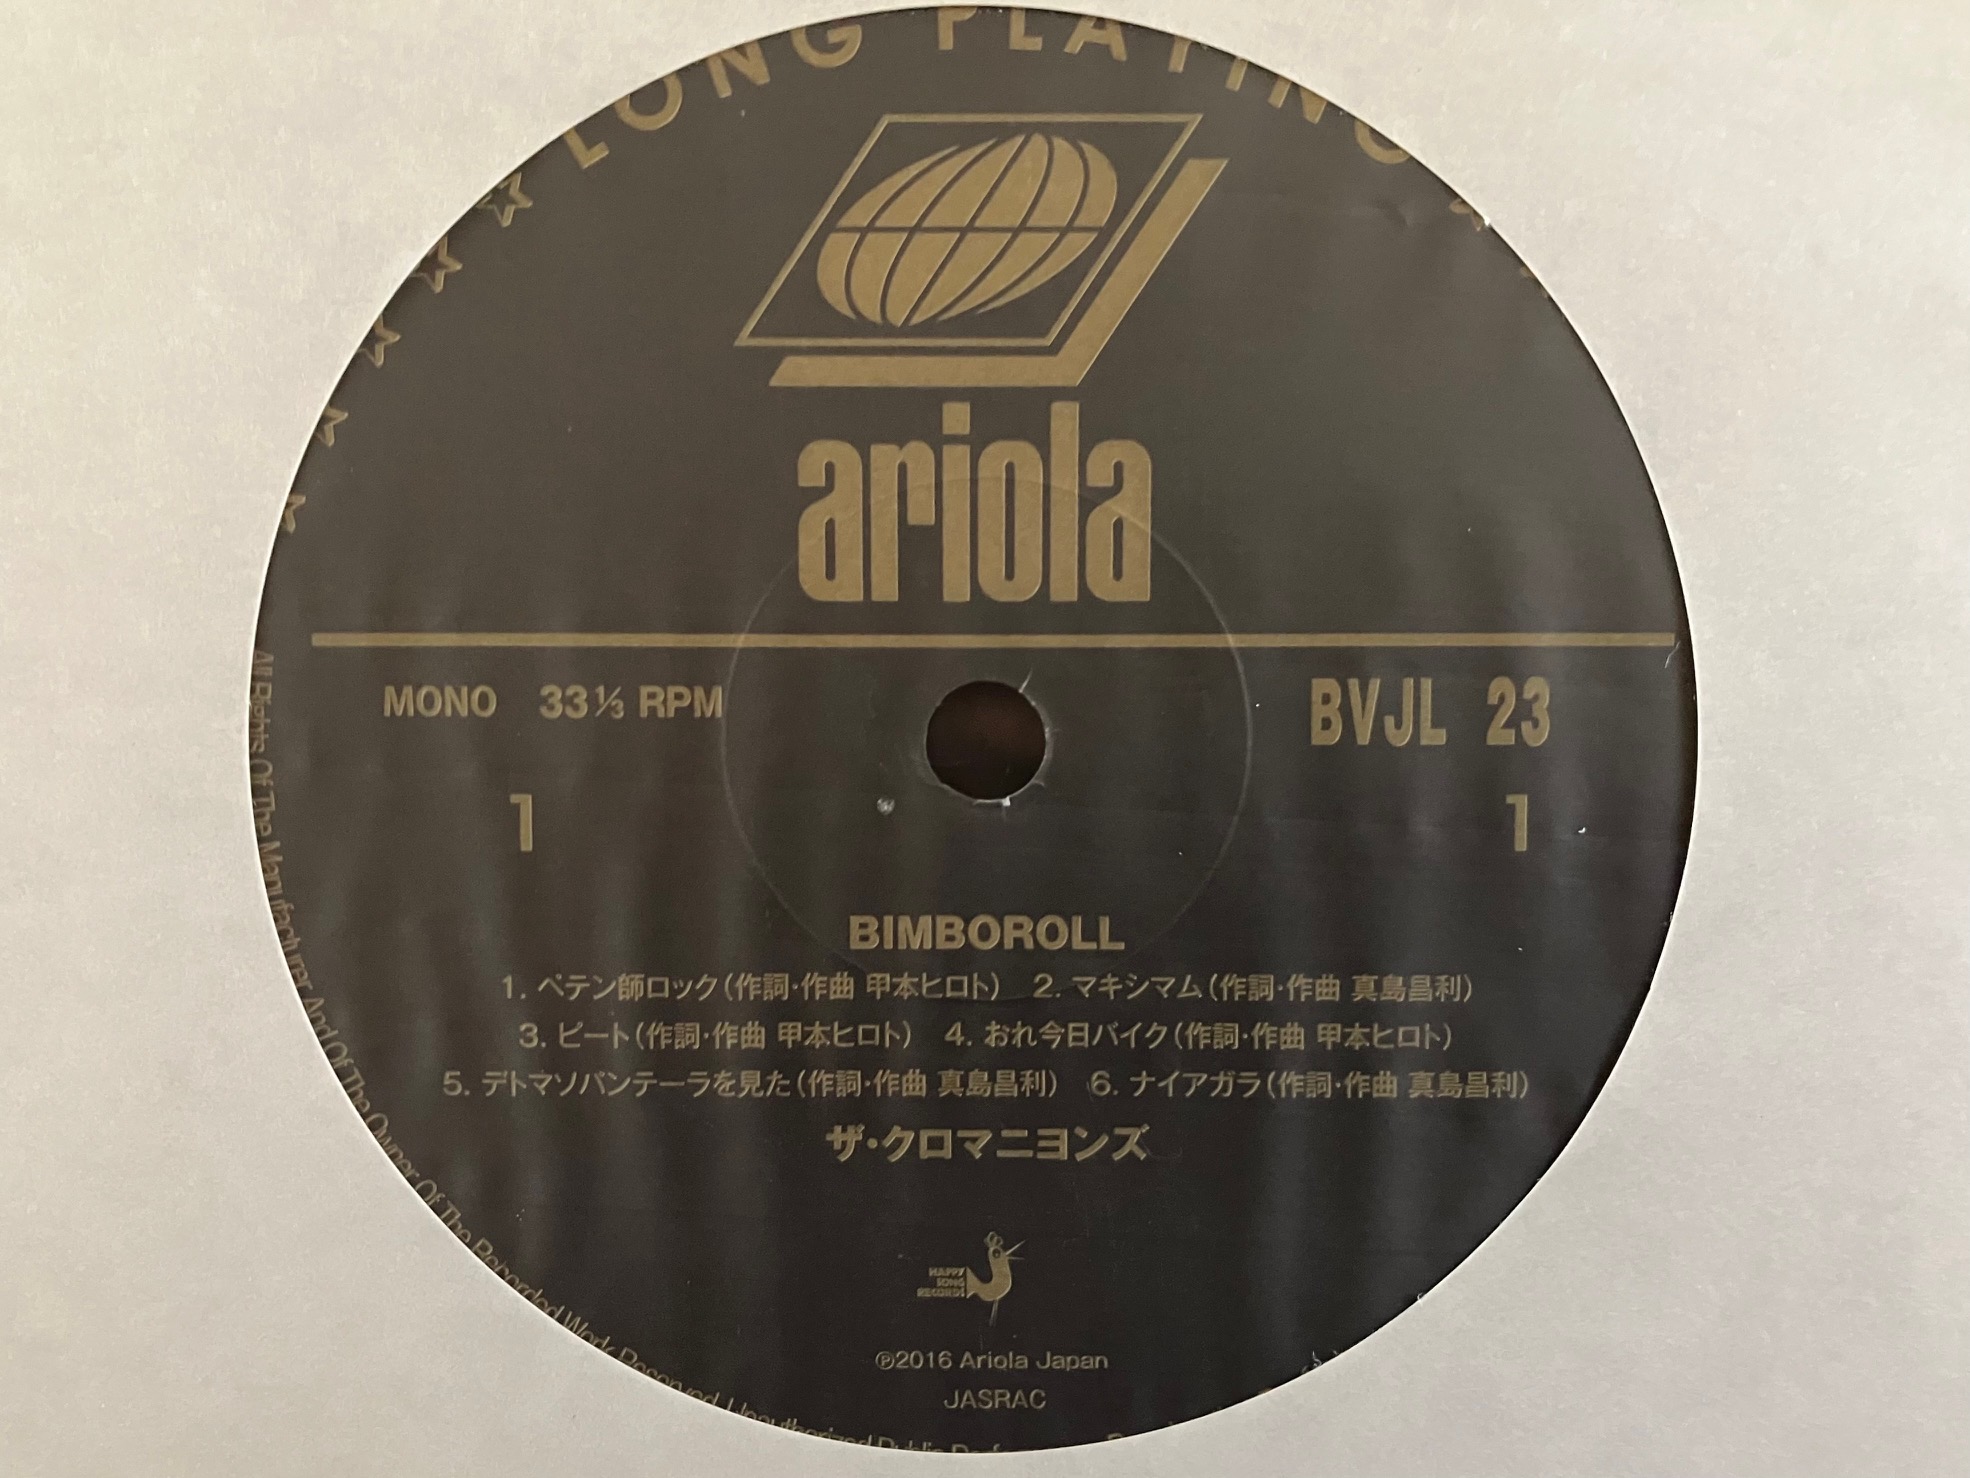 LONG PLAYING
ariola
MONO 33⅓ RPM
BVJL 23
1
1
BIMBOROLL
1. ペテン師ロック(作詞・作曲 甲本ヒロト) 2. マキシマム(作詞・作曲 真島昌利)
3. ピート(作詞・作曲 甲本ヒロト) 4. おれ今日バイク(作詞・作曲 甲本ヒロト)
5. デトマソパンテーラを見た(作詞・作曲 真島昌利) 6. ナイアガラ(作詞・作曲 真島昌利)
ザ・クロマニヨンズ
HAPPY
SONG
RECORDS
℗2016 Ariola Japan
JASRAC
All Rights Of The Manufacturer And Of The Owner Of The Recorded Work Reserved. Unauthorized Public